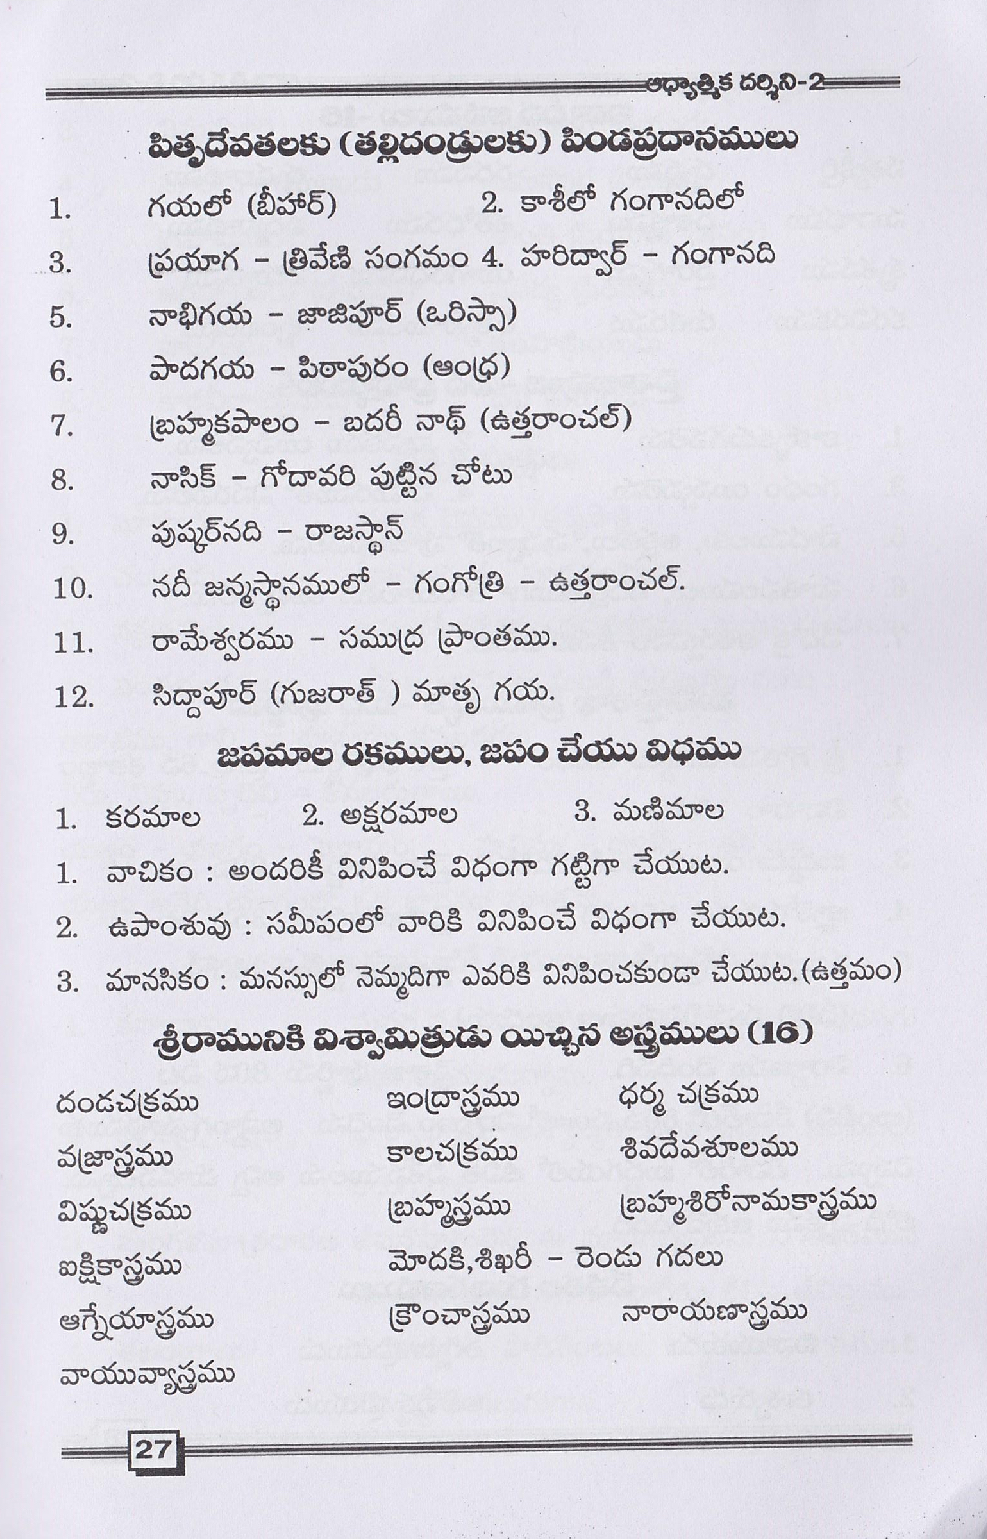 ఆధ్యాత్మిక దర్శిని-2
పితృదేవతలకు (తల్లిదండ్రులకు) పిండప్రదానములు
1. గయలో (బీహార్) 2. కాశీలో గంగానదిలో
3. ప్రయాగ - త్రివేణి సంగమం 4. హరిద్వార్ - గంగానది
5. నాభిగయ - జాజిపూర్ (ఒరిస్సా)
6. పాదగయ - పిఠాపురం (ఆంధ్ర)
7. బ్రహ్మకపాలం - బదరీ నాథ్ (ఉత్తరాంచల్)
8. నాసిక్ - గోదావరి పుట్టిన చోటు
9. పుష్కర్‌నది - రాజస్థాన్
10. నదీ జన్మస్థానములో - గంగోత్రి - ఉత్తరాంచల్.
11. రామేశ్వరము - సముద్ర ప్రాంతము.
12. సిద్దాపూర్ (గుజరాత్ ) మాతృ గయ.
జపమాల రకములు, జపం చేయు విధము
1. కరమాల 2. అక్షరమాల 3. మణిమాల
1. వాచికం : అందరికీ వినిపించే విధంగా గట్టిగా చేయుట.
2. ఉపాంశువు : సమీపంలో వారికి వినిపించే విధంగా చేయుట.
3. మానసికం : మనస్సులో నెమ్మదిగా ఎవరికి వినిపించకుండా చేయుట.(ఉత్తమం)
శ్రీరామునికి విశ్వామిత్రుడు యిచ్చిన అస్త్రములు (16)
దండచక్రము ఇంద్రాస్త్రము ధర్మ చక్రము
వజ్రాస్త్రము కాలచక్రము శివదేవశూలము
విష్ణుచక్రము బ్రహ్మస్త్రము బ్రహ్మశిరోనామకాస్త్రము
ఐక్షికాస్త్రము మోదకి,శిఖరీ - రెండు గదలు
ఆగ్నేయాస్త్రము క్రౌంచాస్త్రము నారాయణాస్త్రము
వాయువ్యాస్త్రము
27